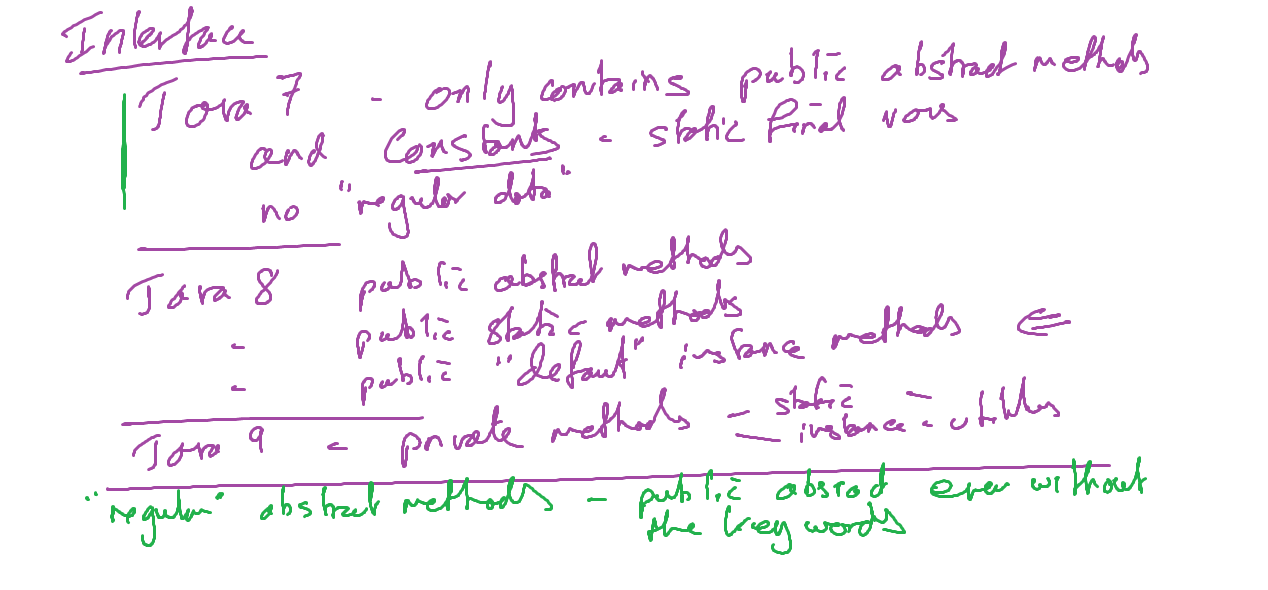 Interface
Java 7 - only contains public abstract methods
and Constants - static final vars
no "regular data"
Java 8 public abstract methods
- public static methods
- public "defaut" instance methods ⇐
Java 9 - private methods - static -
- instance - utilities
"regular" abstract methods - public absract even without
the key words